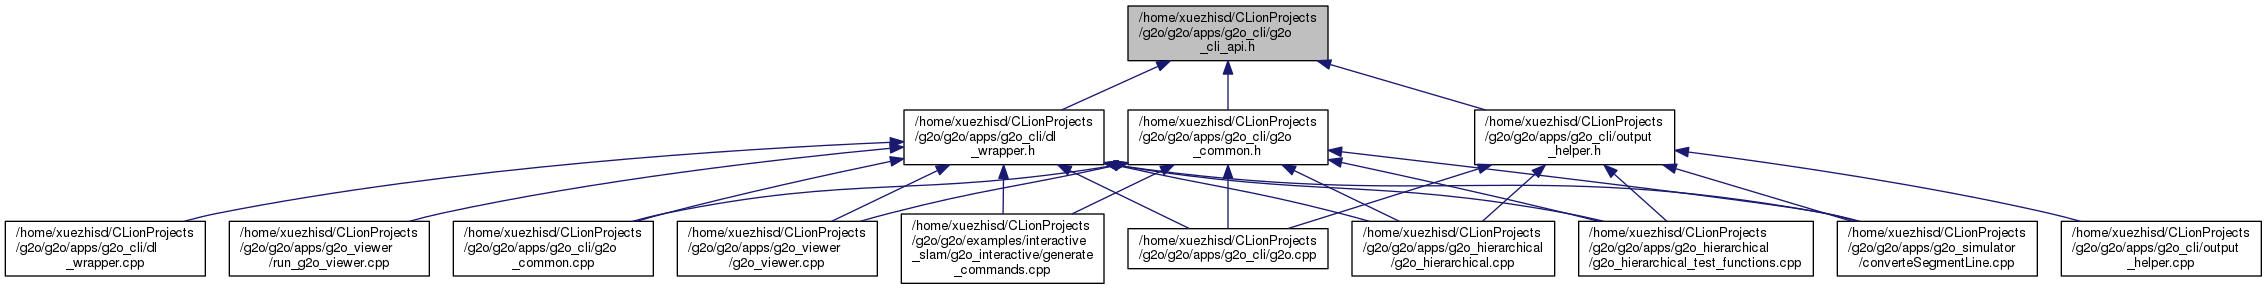 /home/xuezhisd/CLionProjects
/g2o/g2o/apps/g2o_cli/g2o
_cli_api.h
/home/xuezhisd/CLionProjects
/g2o/g2o/apps/g2o_cli/dl
_wrapper.h
/home/xuezhisd/CLionProjects
/g2o/g2o/apps/g2o_cli/g2o
_common.h
/home/xuezhisd/CLionProjects
/g2o/g2o/apps/g2o_cli/output
_helper.h
/home/xuezhisd/CLionProjects
/g2o/g2o/apps/g2o_cli/dl
_wrapper.cpp
/home/xuezhisd/CLionProjects
/g2o/g2o/apps/g2o_viewer
/run_g2o_viewer.cpp
/home/xuezhisd/CLionProjects
/g2o/g2o/apps/g2o_cli/g2o
_common.cpp
/home/xuezhisd/CLionProjects
/g2o/g2o/apps/g2o_viewer
/g2o_viewer.cpp
/home/xuezhisd/CLionProjects
/g2o/g2o/examples/interactive
_slam/g2o_interactive/generate
_commands.cpp
/home/xuezhisd/CLionProjects
/g2o/g2o/apps/g2o_cli/g2o.cpp
/home/xuezhisd/CLionProjects
/g2o/g2o/apps/g2o_hierarchical
/g2o_hierarchical.cpp
/home/xuezhisd/CLionProjects
/g2o/g2o/apps/g2o_hierarchical
/g2o_hierarchical_test_functions.cpp
/home/xuezhisd/CLionProjects
/g2o/g2o/apps/g2o_simulator
/converteSegmentLine.cpp
/home/xuezhisd/CLionProjects
/g2o/g2o/apps/g2o_cli/output
_helper.cpp